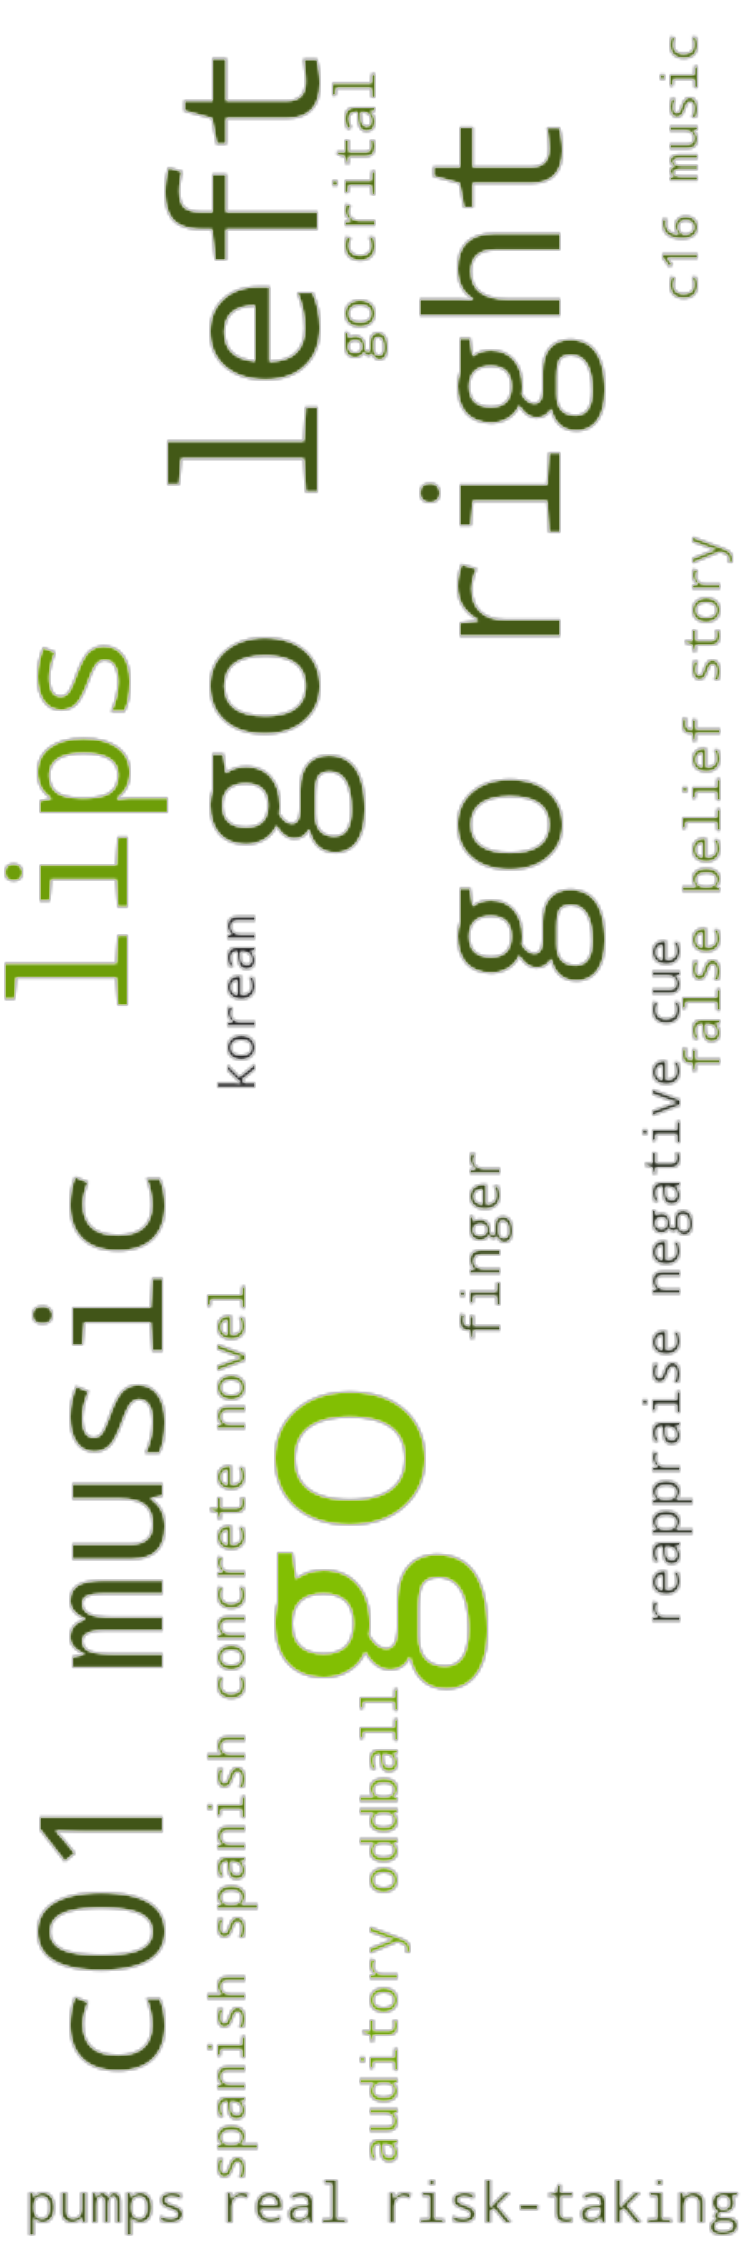 lips
go left
go crital
go right
c16 music
korean
false belief story
reappraise negative cue
finger
c01 music
spanish spanish concrete novel
go
auditory oddball
pumps real risk-taking